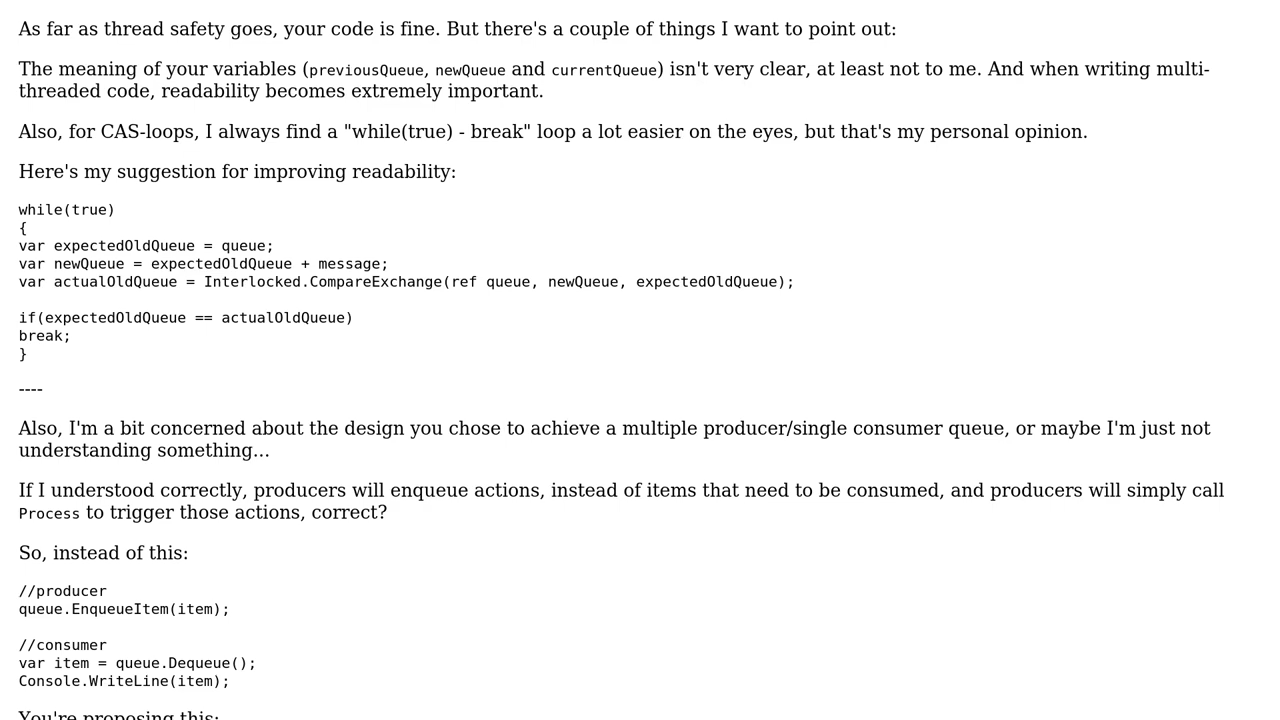 As far as thread safety goes, your code is fine. But there's a couple of things I want to point out:
The meaning of your variables (previousQueue, newQueue and currentQueue) isn't very clear, at least not to me. And when writing multi-
threaded code, readability becomes extremely important.
Also, for CAS-loops, I always find a "while(true) - break" loop a lot easier on the eyes, but that's my personal opinion.
Here's my suggestion for improving readability:
while(true)
{
var expectedOldQueue = queue;
var newQueue = expectedOldQueue + message;
var actualOldQueue = Interlocked.CompareExchange(ref queue, newQueue, expectedOldQueue);
if(expectedOldQueue == actualOldQueue)
break;
}
----
Also, I'm a bit concerned about the design you chose to achieve a multiple producer/single consumer queue, or maybe I'm just not
understanding something...
If I understood correctly, producers will enqueue actions, instead of items that need to be consumed, and producers will simply call
Process to trigger those actions, correct?
So, instead of this:
//producer
queue.EnqueueItem(item);
//consumer
var item = queue.Dequeue();
Console.WriteLine(item);
You're proposing this: